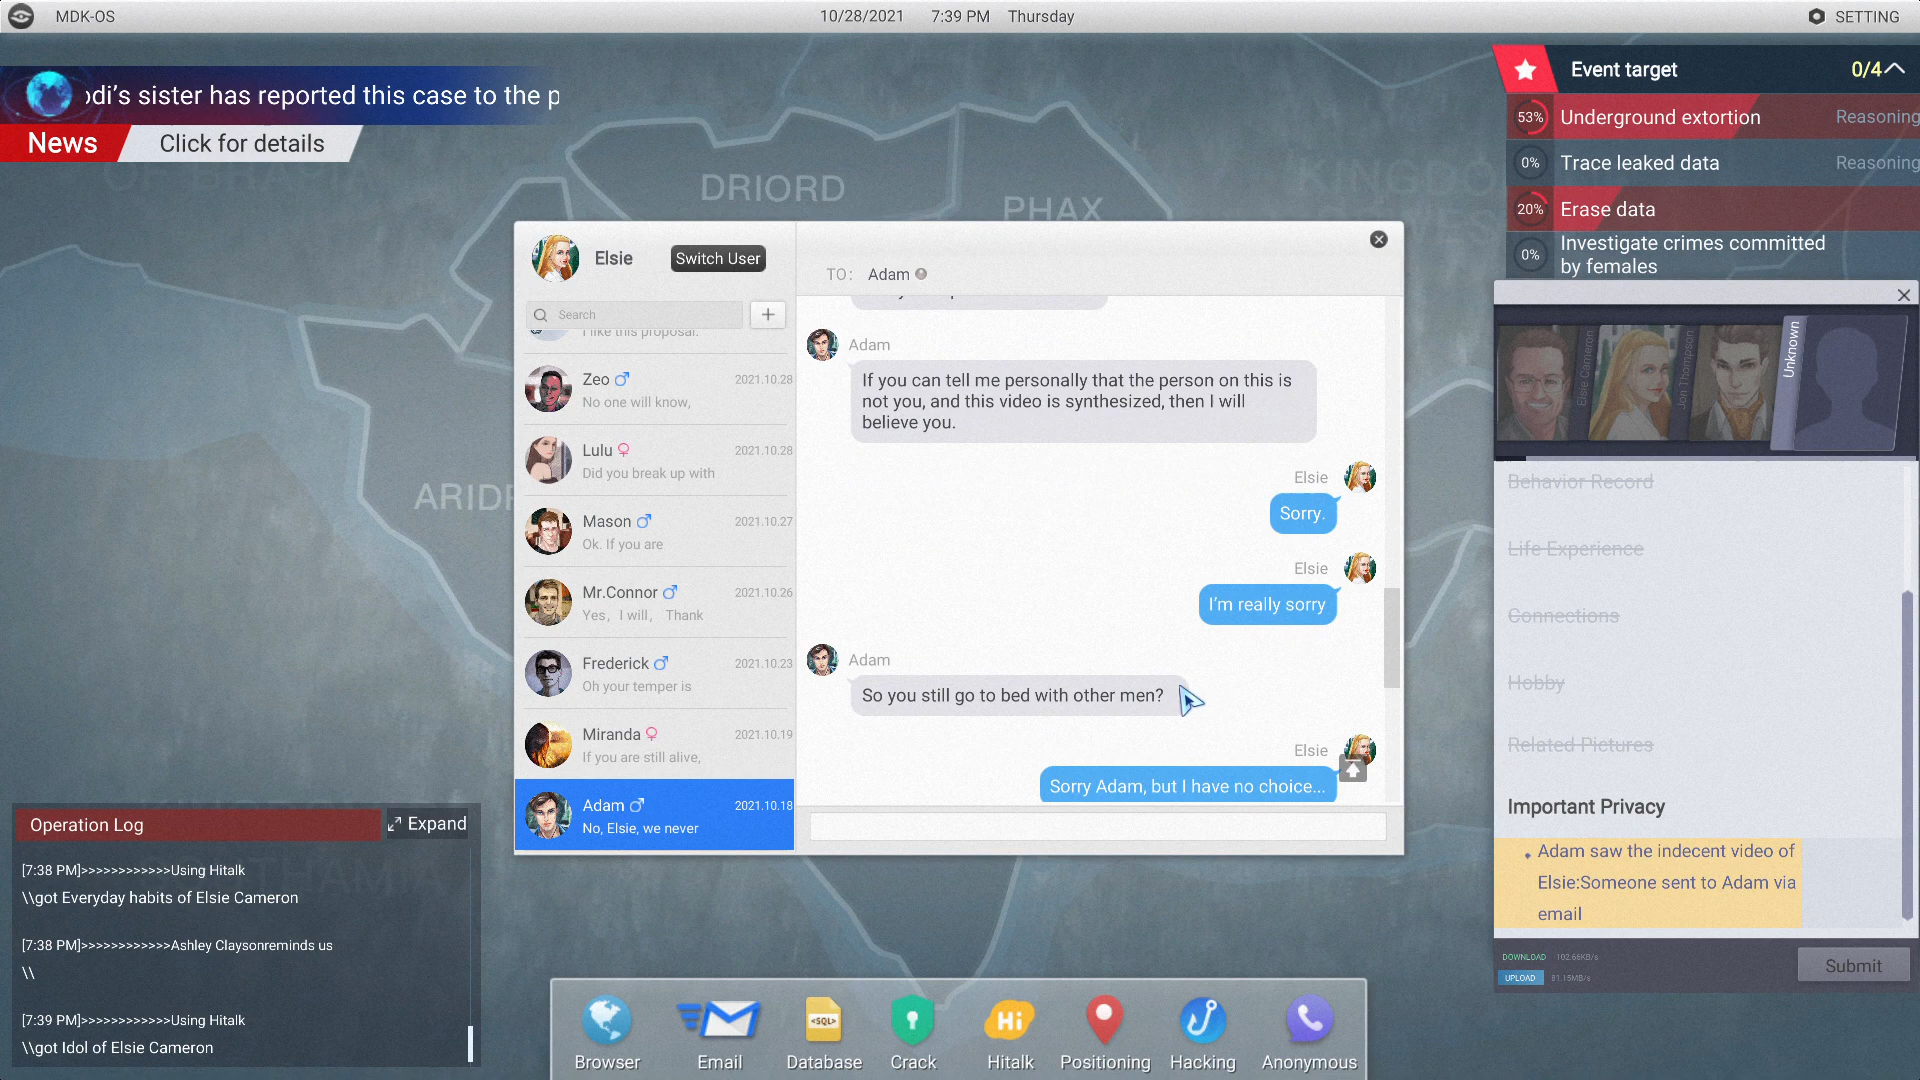 MDK-OS
10/28/2021 7:39 PM Thursday
SETTING
odi's sister has reported this case to the p
News
Click for details
DRIORD
PHAX
Event target
0/4
53% Underground extortion Reasoning
0% Trace leaked data Reasoning
20% Erase data
0% Investigate crimes committed
by females
Elsie
Switch User
Search
I like this proposal.
Zeo 2021.10.28
No one will know,
Lulu 2021.10.28
Did you break up with
Mason 2021.10.27
Ok. If you are
Mr.Connor 2021.10.26
Yes, I will, Thank
Frederick 2021.10.23
Oh your temper is
Miranda 2021.10.19
If you are still alive,
Adam 2021.10.18
No, Elsie, we never
TO: Adam
Adam
If you can tell me personally that the person on this is
not you, and this video is synthesized, then I will
believe you.
Elsie
Sorry.
Elsie
I'm really sorry
Adam
So you still go to bed with other men?
Elsie
Sorry Adam, but I have no choice...
Elsie Cameron
Jon Thompson
Unknown
Behavior Record
Life Experience
Connections
Hobby
Related Pictures
Important Privacy
Adam saw the indecent video of
Elsie:Someone sent to Adam via
email
DOWNLOAD 102.66KB/s
UPLOAD 81.15MB/s
Submit
Operation Log
Expand
[7:38 PM]>>>>>>>>>>>>Using Hitalk
\\got Everyday habits of Elsie Cameron
[7:38 PM]>>>>>>>>>>>>Ashley Claysonreminds us
\\
[7:39 PM]>>>>>>>>>>>>Using Hitalk
\\got Idol of Elsie Cameron
<SQL>
Hi
Browser
Email
Database
Crack
Hitalk
Positioning
Hacking
Anonymous